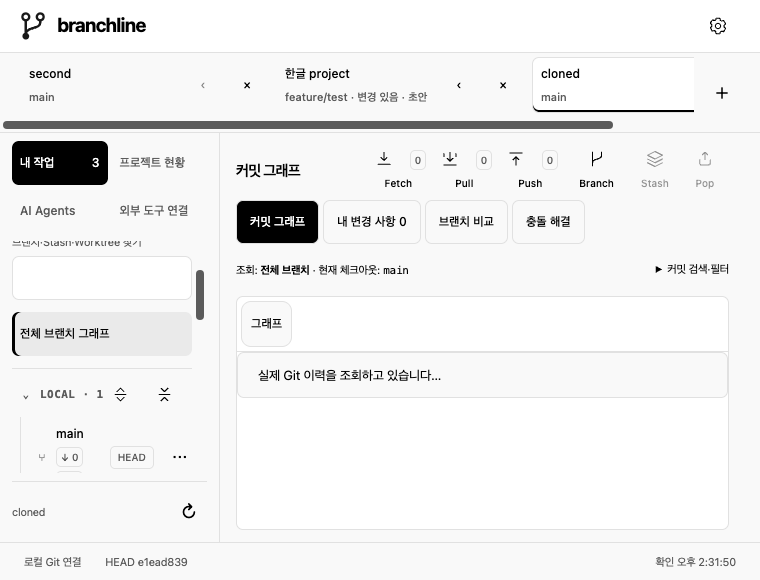 branchline
second
main
한글 project
feature/test · 변경 있음 · 초안
cloned
main
내 작업 3
프로젝트 현황
AI Agents
외부 도구 연결
브랜치·Stash·Worktree 찾기
전체 브랜치 그래프
LOCAL · 1
main
↓ 0
HEAD
cloned
커밋 그래프
0
Fetch
0
Pull
0
Push
Branch
Stash
Pop
커밋 그래프
내 변경 사항 0
브랜치 비교
충돌 해결
조회: 전체 브랜치 · 현재 체크아웃: main
▶ 커밋 검색·필터
그래프
실제 Git 이력을 조회하고 있습니다…
로컬 Git 연결
HEAD e1ead839
확인 오후 2:31:50